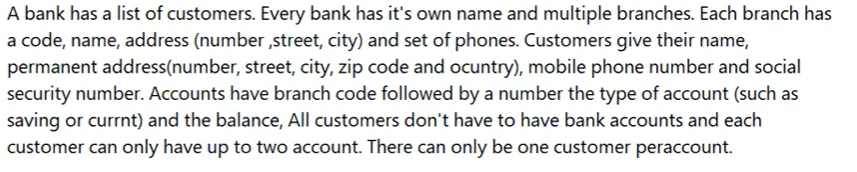 A bank has a list of customers. Every bank has it's own name and multiple branches. Each branch has
a code, name, address (number ,street, city) and set of phones. Customers give their name,
permanent address(number, street, city, zip code and ocuntry), mobile phone number and social
security number. Accounts have branch code followed by a number the type of account (such as
saving or currnt) and the balance, All customers don't have to have bank accounts and each
customer can only have up to two account. There can only be one customer peraccount.